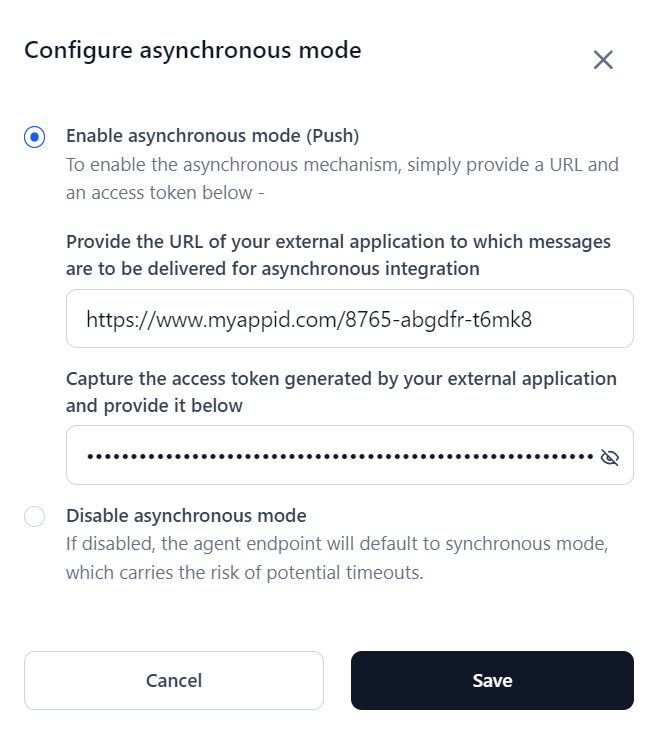 Configure asynchronous mode
Enable asynchronous mode (Push)
To enable the asynchronous mechanism, simply provide a URL and
an access token below -
Provide the URL of your external application to which messages
are to be delivered for asynchronous integration
https://www.myappid.com/8765-abgdfr-t6mk8
Capture the access token generated by your external application
and provide it below
Disable asynchronous mode
If disabled, the agent endpoint will default to synchronous mode,
which carries the risk of potential timeouts.
Cancel
Save